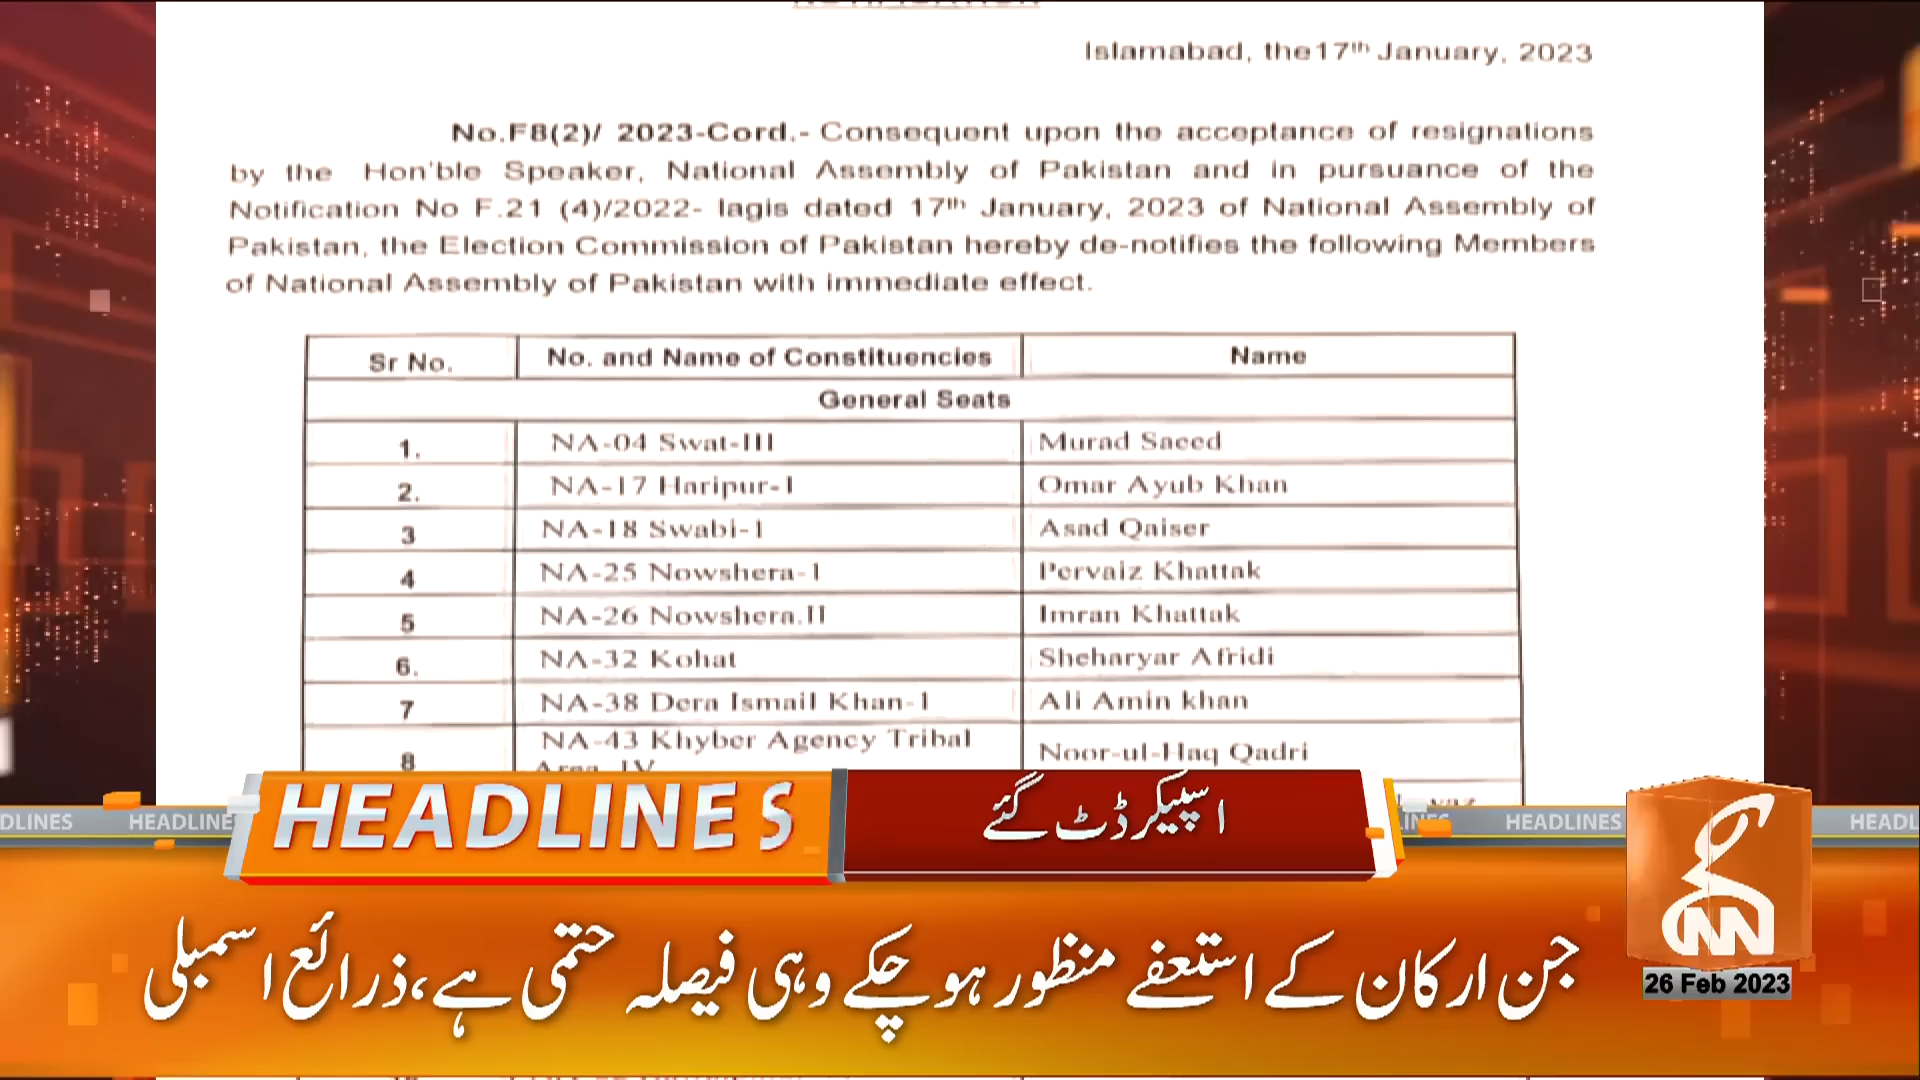 Islamabad, the 17th January, 2023
No.F8(2)/ 2023-Cord.- Consequent upon the acceptance of resignations
by the Hon'ble Speaker, National Assembly of Pakistan and in pursuance of the
Notification No F.21 (4)/2022- lagis dated 17th January, 2023 of National Assembly of
Pakistan, the Election Commission of Pakistan hereby de-notifies the following Members
of National Assembly of Pakistan with immediate effect.
Sr No. No. and Name of Constituencies Name
General Seats
1. NA-04 Swat-III Murad Saeed
2. NA-17 Haripur-I Omar Ayub Khan
3 NA-18 Swabi-I Asad Qaiser
4 NA-25 Nowshera-I Pervaiz Khattak
5 NA-26 Nowshera.II Imran Khattak
6. NA-32 Kohat Sheharyar Afridi
7 NA-38 Dera Ismail Khan-I Ali Amin khan
8 NA-43 Khyber Agency Tribal Noor-ul-Haq Qadri
HEADLINES
اسپیکر ڈٹ گئے
HEADLINES
GNN
جن ارکان کے استعفے منظور ہو چکے وہی فیصلہ حتمی ہے، ذرائع اسمبلی
26 Feb 2023